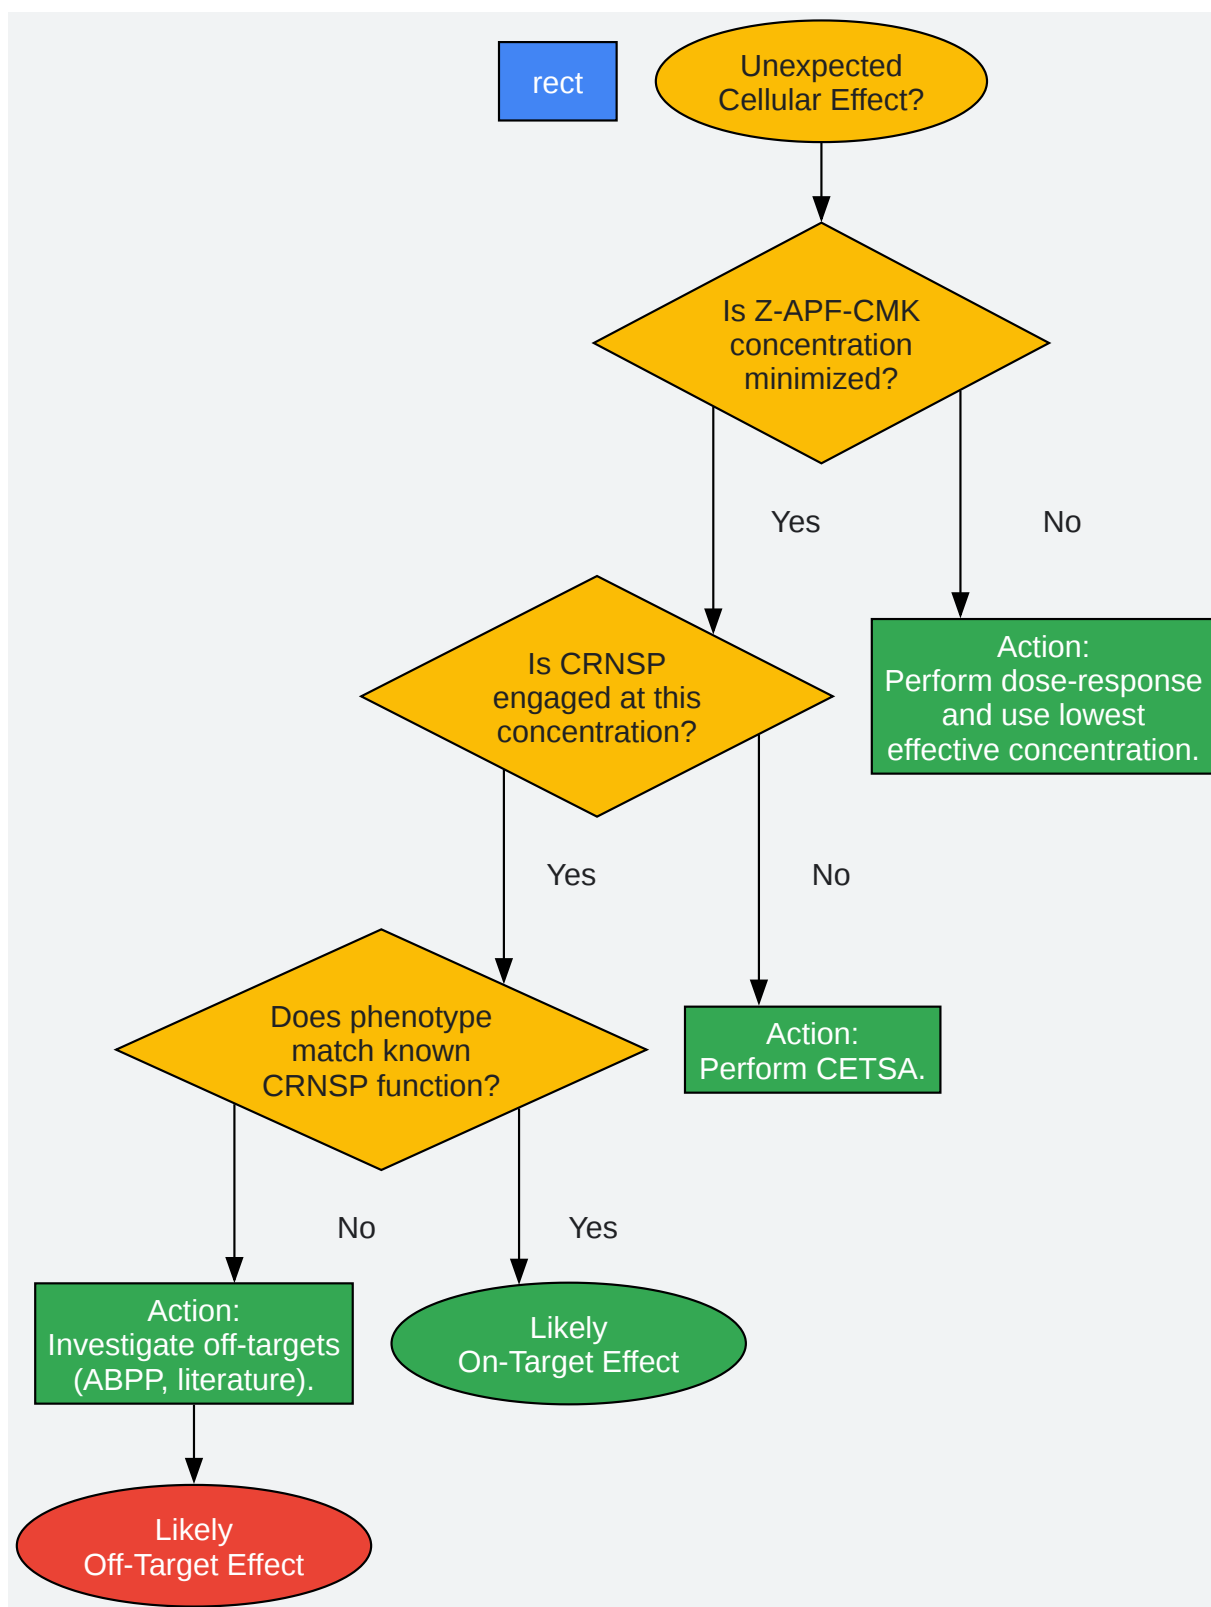 rect
Unexpected
Cellular Effect?
Is Z-APF-CMK
concentration
minimized?
Yes
No
Is CRNSP
engaged at this
concentration?
Action:
Perform dose-response
and use lowest
effective concentration.
Yes
No
Does phenotype
match known
CRNSP function?
Action:
Perform CETSA.
No
Yes
Action:
Investigate off-targets
(ABPP, literature).
Likely
On-Target Effect
Likely
Off-Target Effect